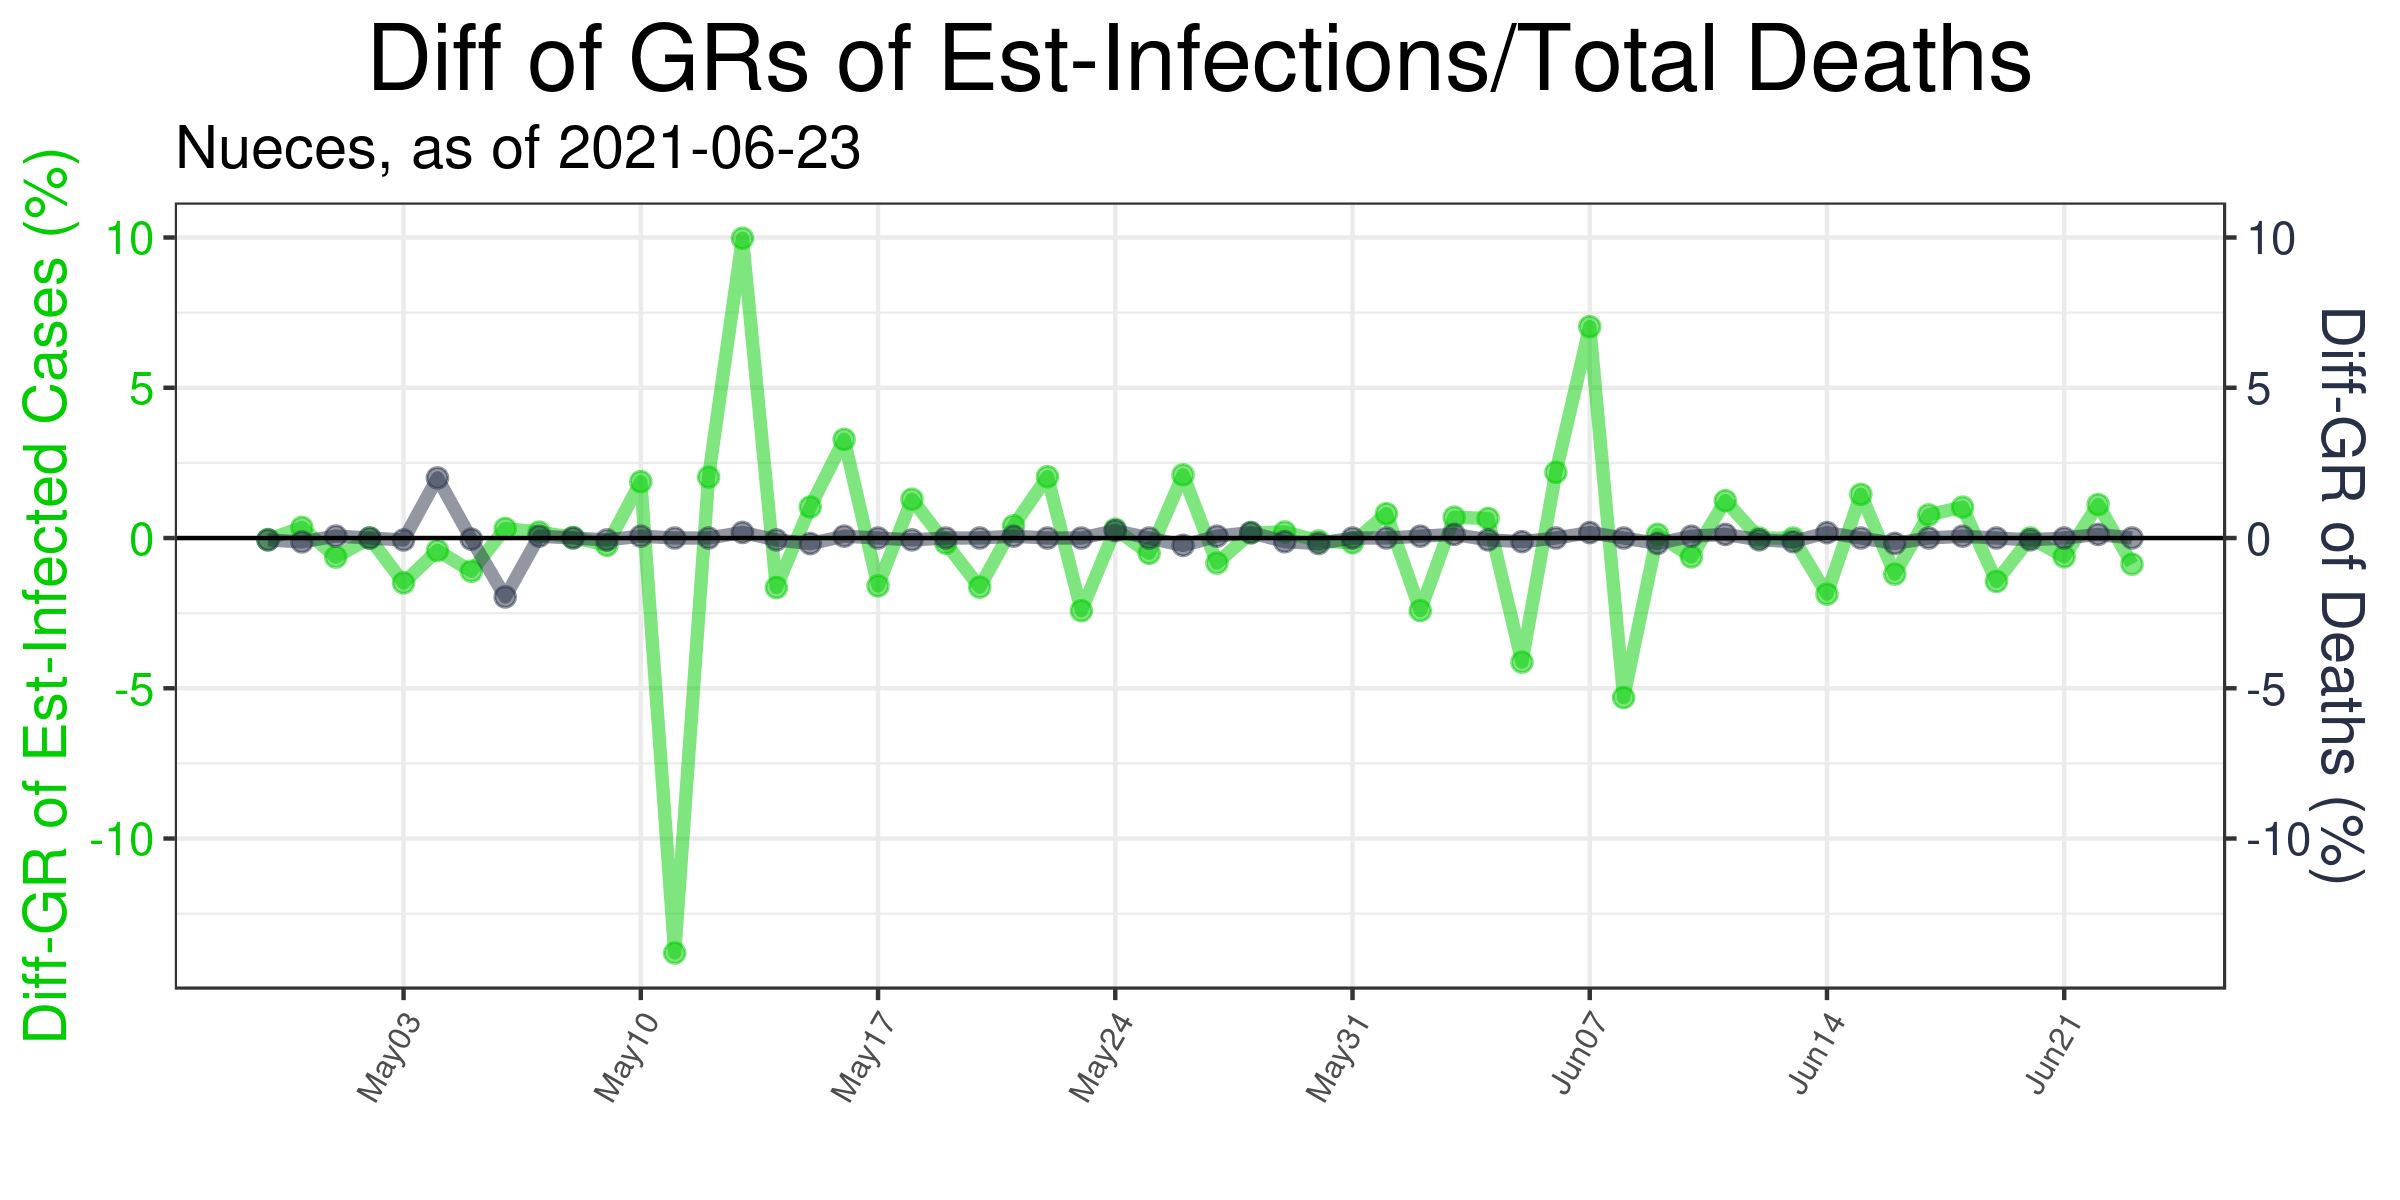 Diff of GRs of Est-Infections/Total Deaths
Nueces, as of 2021-06-23
Diff-GR of Est-Infected Cases (%)
10
5
0
-5
-10
10
5
0
-5
-10
Diff-GR of Deaths (%)
May03
May10
May17
May24
May31
Jun07
Jun14
Jun21